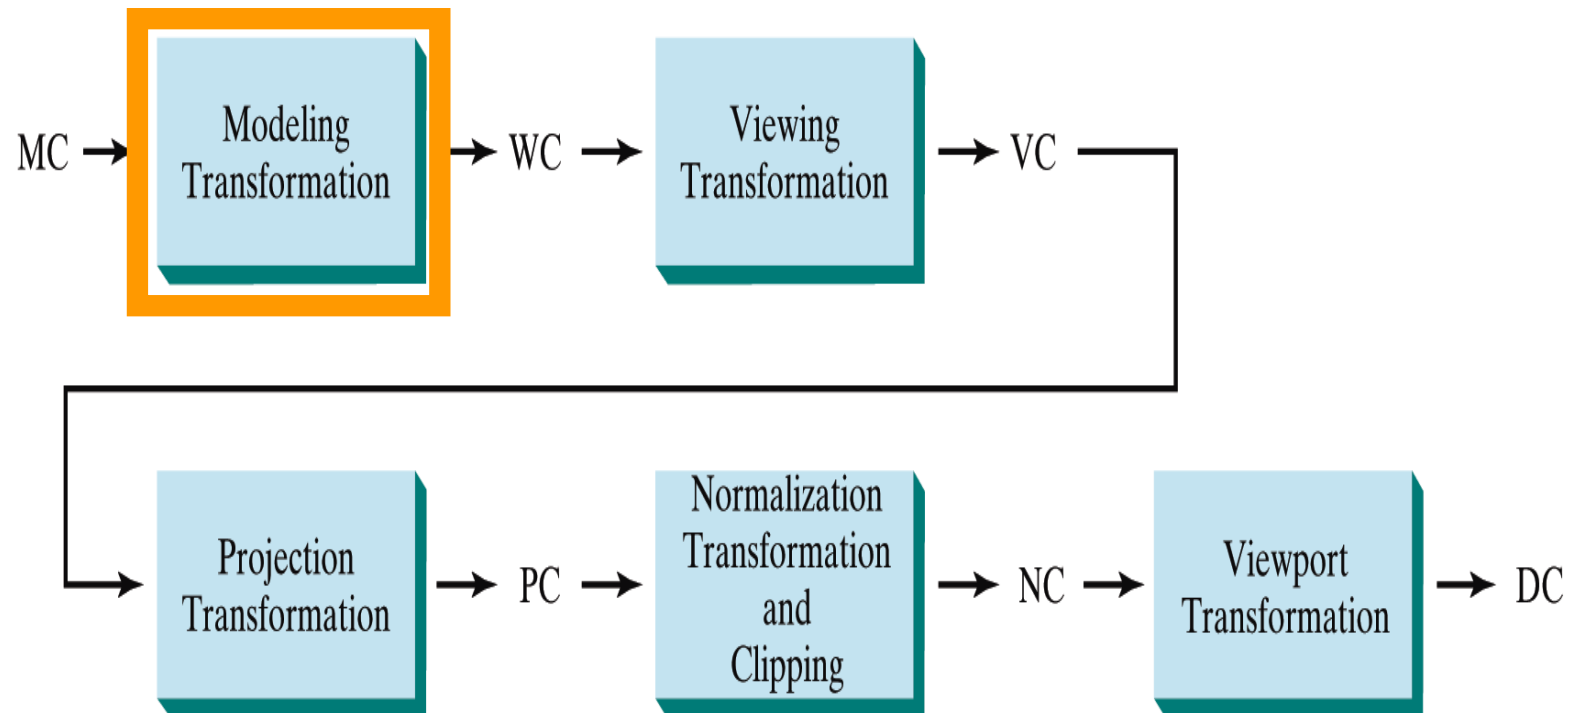 MC
Modeling
Transformation
WC
Viewing
Transformation
VC
Projection
Transformation
PC
Normalization
Transformation
and
Clipping
NC
Viewport
Transformation
DC